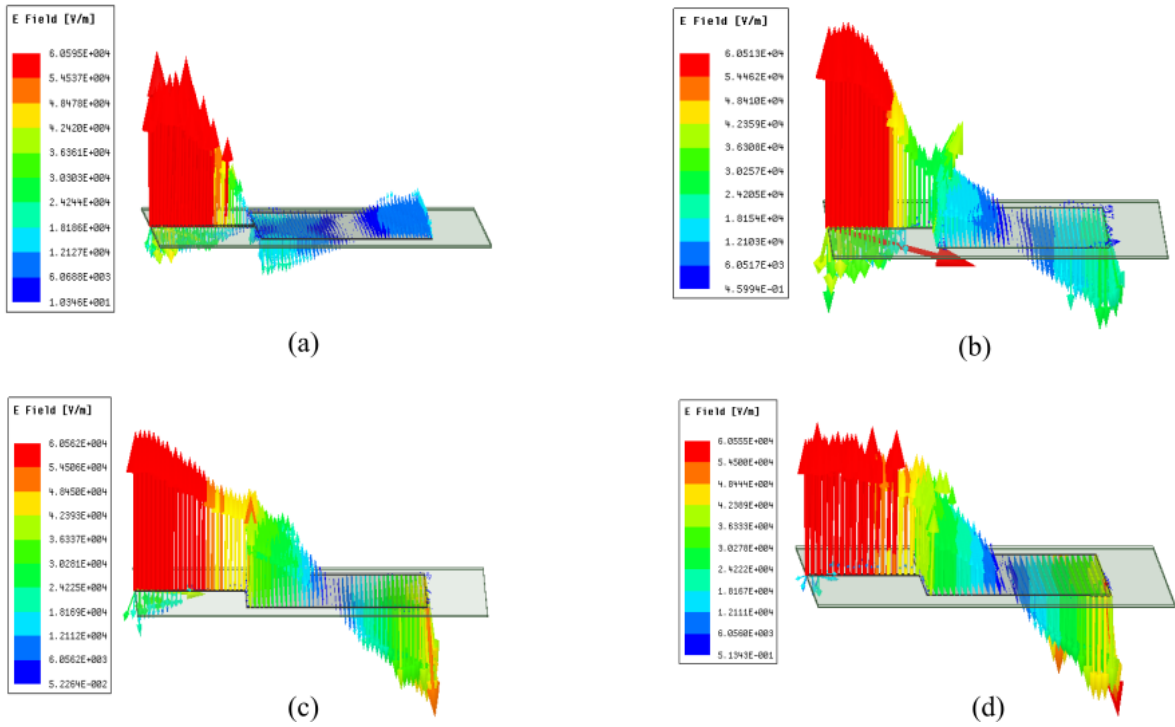 E Field [V/m]
6.0595E+004
5.4537E+004
4.8478E+004
4.2420E+004
3.6361E+004
3.0303E+004
2.4244E+004
1.8186E+004
1.2127E+004
6.0688E+003
1.0346E+001
(a)
E Field [V/m]
6.0513E+04
5.4462E+04
4.8410E+04
4.2359E+04
3.6308E+04
3.0257E+04
2.4205E+04
1.8154E+04
1.2103E+04
6.0517E+03
4.5994E-01
(b)
E Field [V/m]
6.0562E+004
5.4506E+004
4.8450E+004
4.2393E+004
3.6337E+004
3.0281E+004
2.4225E+004
1.8169E+004
1.2112E+004
6.0562E+003
5.2264E-002
(c)
E Field [V/m]
6.0555E+004
5.4500E+004
4.8444E+004
4.2389E+004
3.6333E+004
3.0278E+004
2.4222E+004
1.8167E+004
1.2111E+004
6.0560E+003
5.1343E-001
(d)